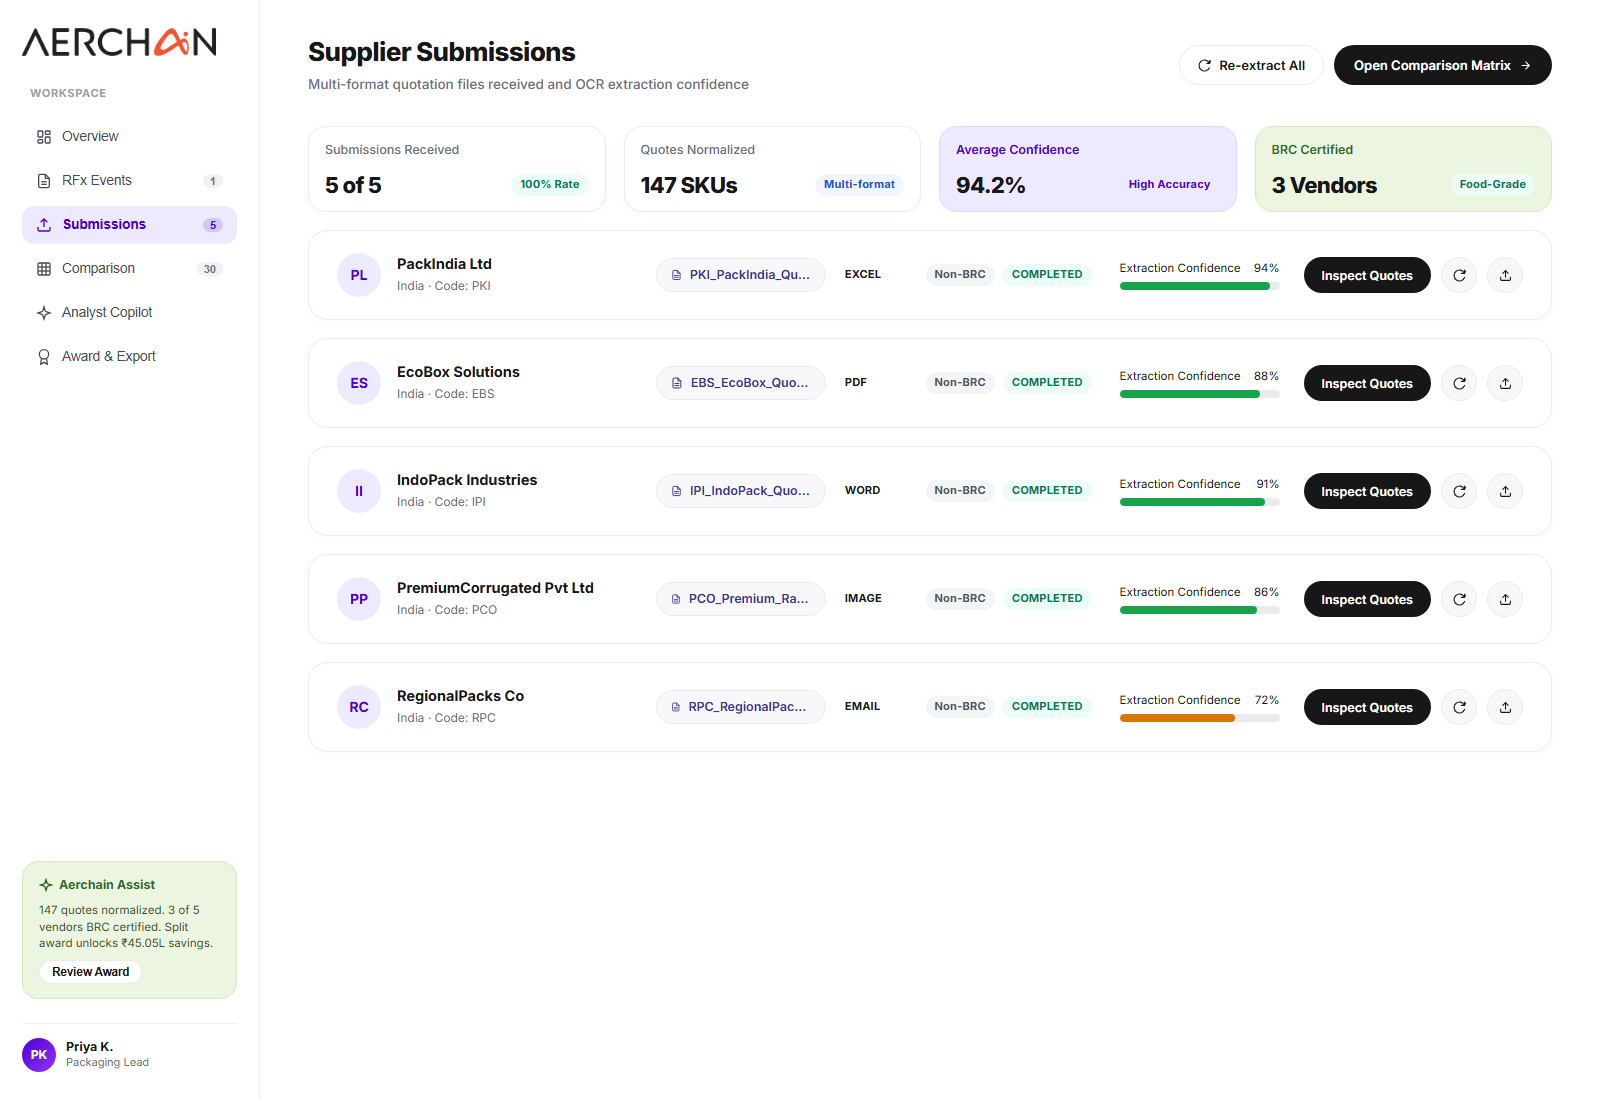 AERCHAIN
WORKSPACE
Overview
RFx Events 1
Submissions 5
Comparison 30
Analyst Copilot
Award & Export
Aerchain Assist
147 quotes normalized. 3 of 5
vendors BRC certified. Split
award unlocks ₹45.05L savings.
Review Award
PK
Priya K.
Packaging Lead
Supplier Submissions
Multi-format quotation files received and OCR extraction confidence
Re-extract All
Open Comparison Matrix →
Submissions Received
5 of 5 100% Rate
Quotes Normalized
147 SKUs Multi-format
Average Confidence
94.2% High Accuracy
BRC Certified
3 Vendors Food-Grade
PL
PackIndia Ltd
India · Code: PKI
PKI_PackIndia_Qu... EXCEL Non-BRC COMPLETED
Extraction Confidence 94%
Inspect Quotes
ES
EcoBox Solutions
India · Code: EBS
EBS_EcoBox_Quo... PDF Non-BRC COMPLETED
Extraction Confidence 88%
Inspect Quotes
II
IndoPack Industries
India · Code: IPI
IPI_IndoPack_Quo... WORD Non-BRC COMPLETED
Extraction Confidence 91%
Inspect Quotes
PP
PremiumCorrugated Pvt Ltd
India · Code: PCO
PCO_Premium_Ra... IMAGE Non-BRC COMPLETED
Extraction Confidence 86%
Inspect Quotes
RC
RegionalPacks Co
India · Code: RPC
RPC_RegionalPac... EMAIL Non-BRC COMPLETED
Extraction Confidence 72%
Inspect Quotes